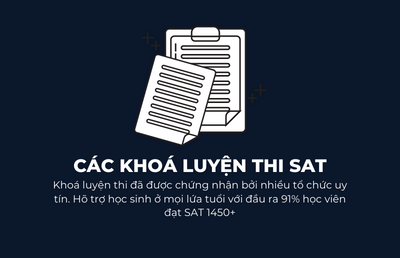 CÁC KHOÁ LUYỆN THI SAT
Khoá luyện thi đã được chứng nhận bởi nhiều tổ chức uy
tín. Hỗ trợ học sinh ở mọi lứa tuổi với đầu ra 91% học viên
đạt SAT 1450+